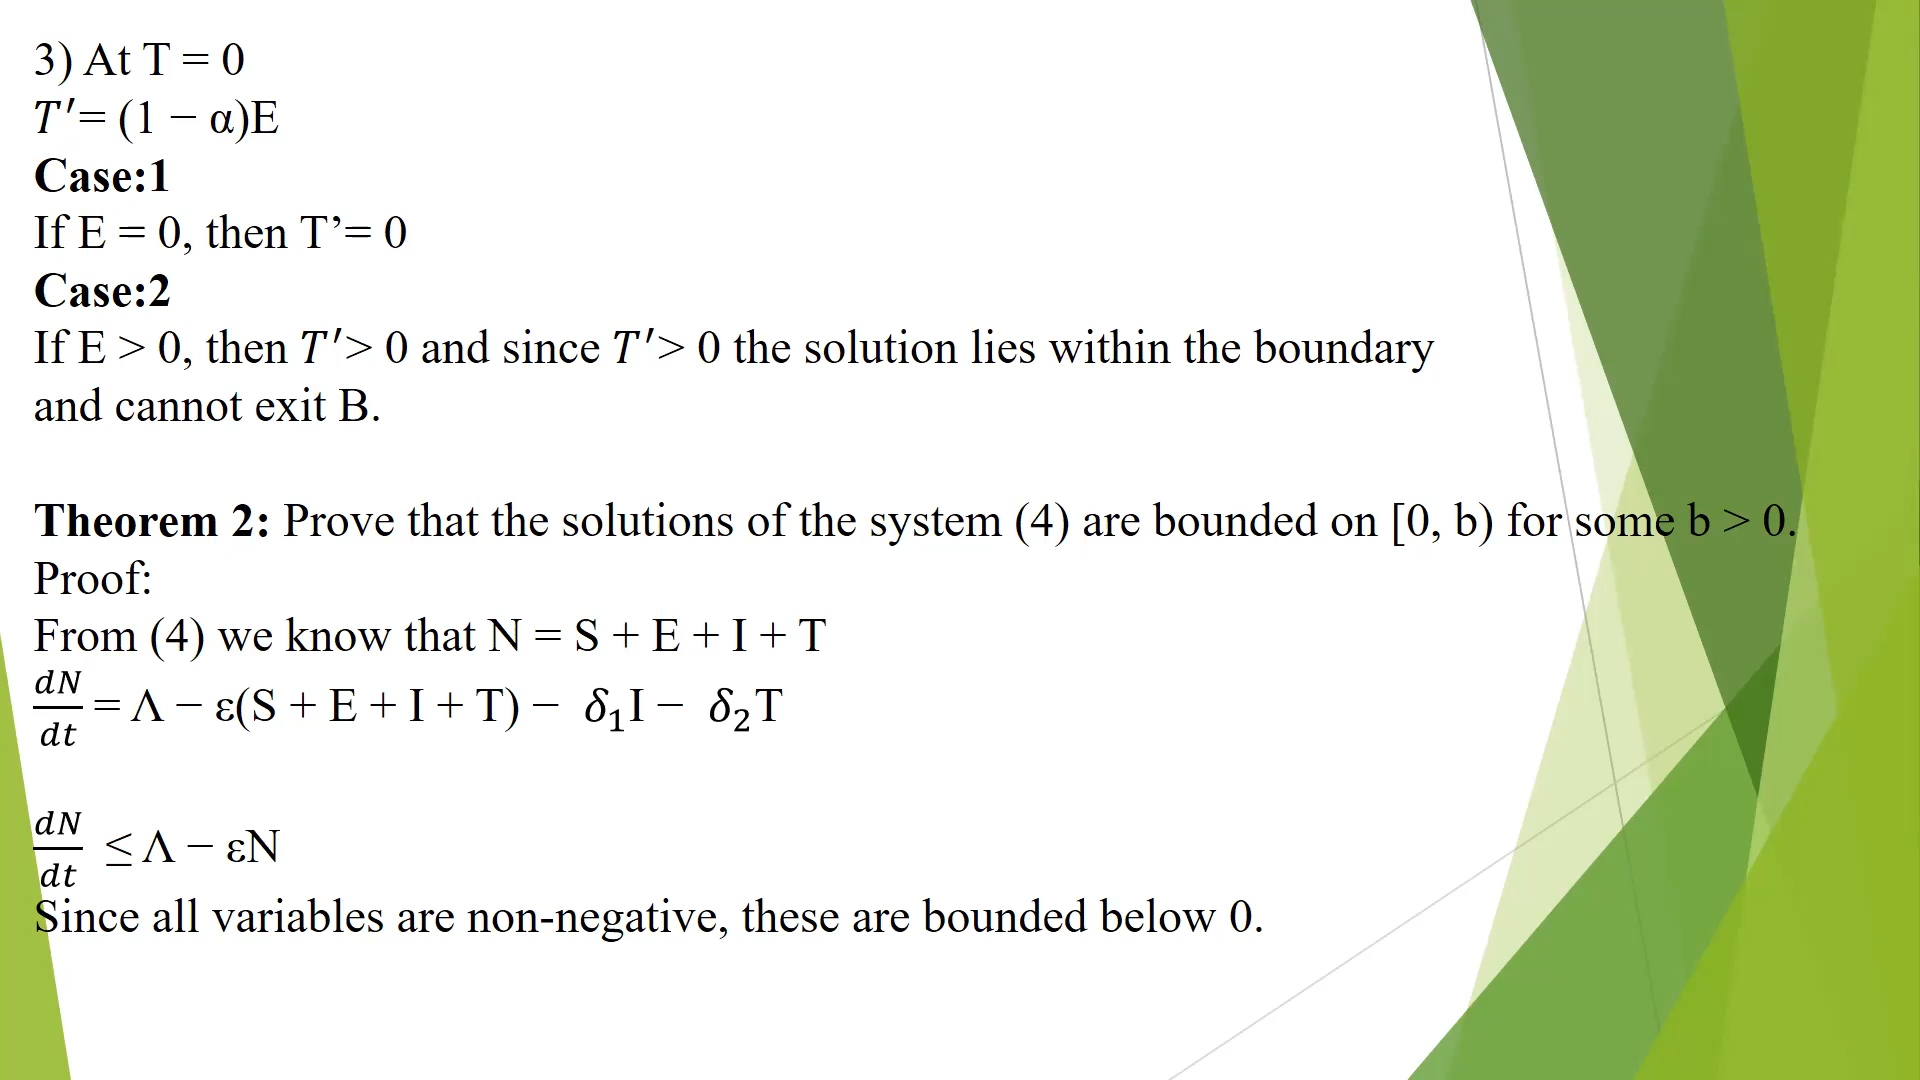 3) At T = 0
T′= (1 − α)E
Case:1
If E = 0, then T’= 0
Case:2
If E > 0, then T′> 0 and since T′> 0 the solution lies within the boundary
and cannot exit B.
Theorem 2: Prove that the solutions of the system (4) are bounded on [0, b) for some b > 0.
Proof:
From (4) we know that N = S + E + I + T
dN/dt = Λ − ε(S + E + I + T) − δ₁I − δ₂T
dN/dt ≤ Λ − εN
Since all variables are non-negative, these are bounded below 0.